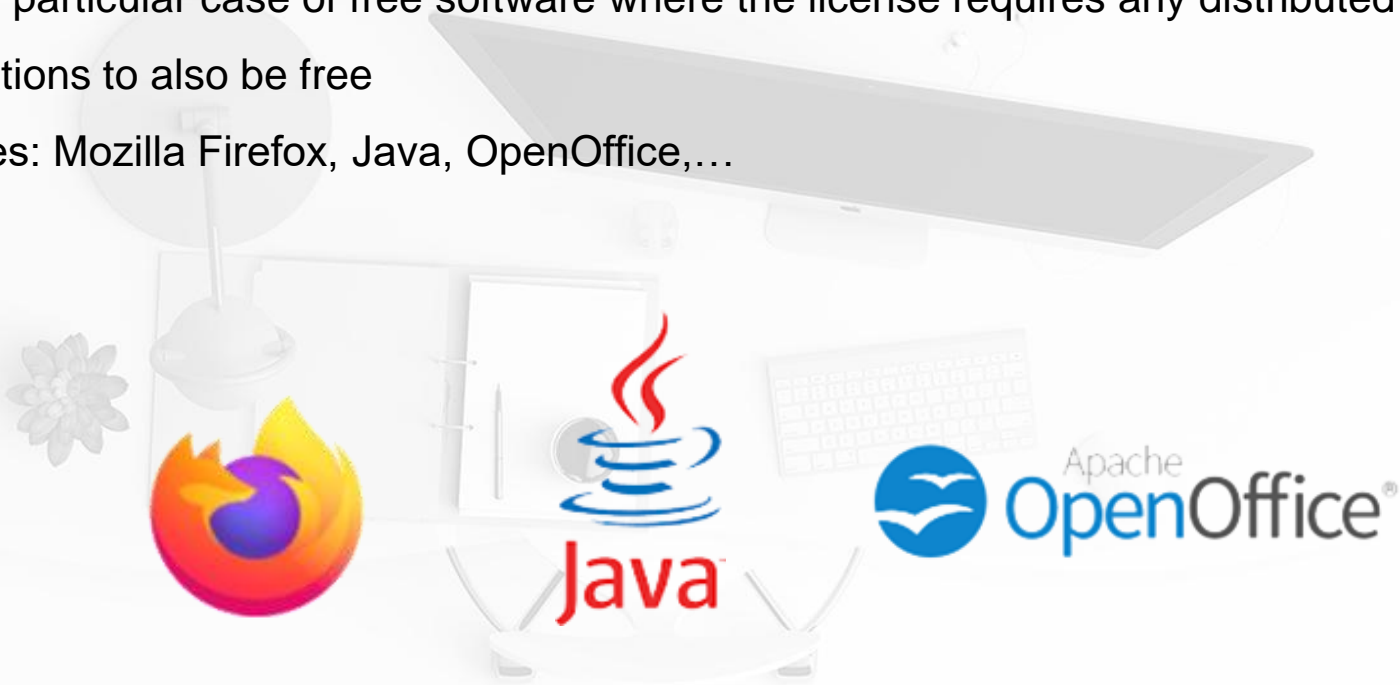 particular case of free software where the license requires any distributed
tions to also be free
es: Mozilla Firefox, Java, OpenOffice,…
Java
Apache
OpenOffice®